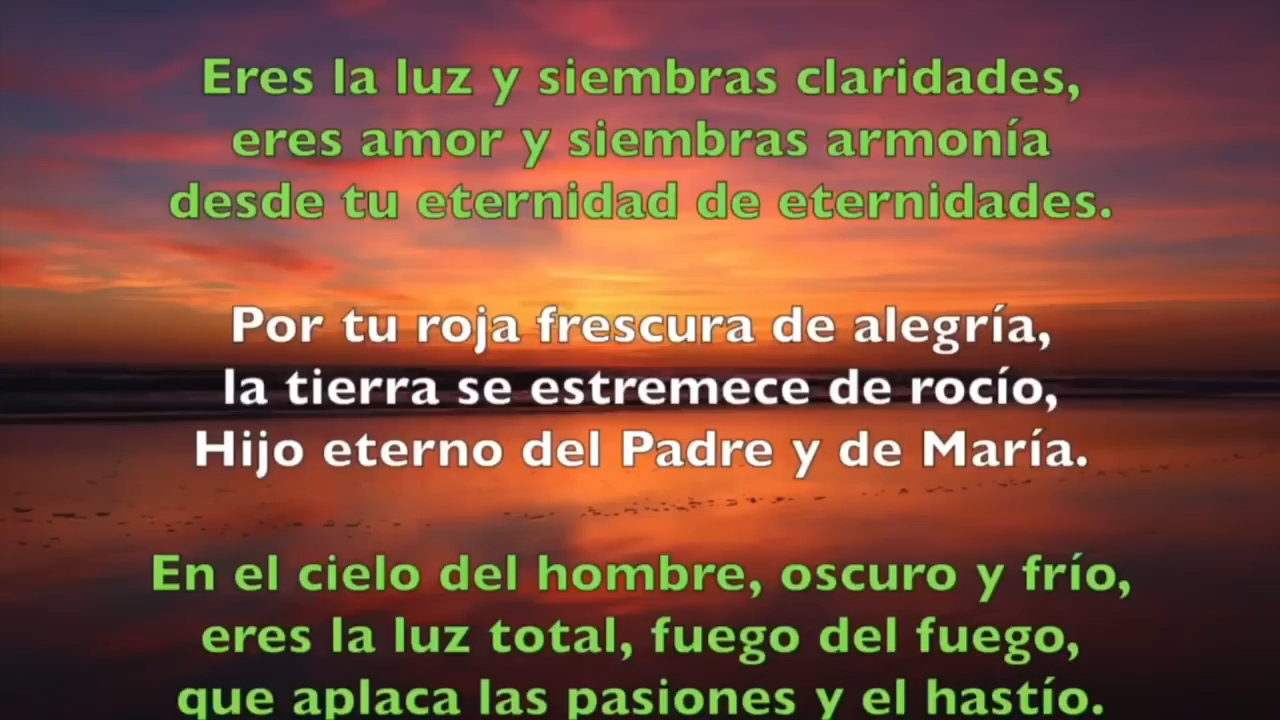 Eres la luz y siembras claridades,
eres amor y siembras armonía
desde tu eternidad de eternidades.
Por tu roja frescura de alegría,
la tierra se estremece de rocío,
Hijo eterno del Padre y de María.
En el cielo del hombre, oscuro y frío,
eres la luz total, fuego del fuego,
que aplaca las pasiones y el hastío.